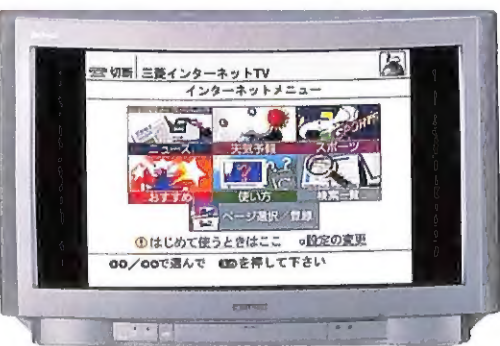 切断 三菱インターネットTV
インターネットメニュー
ニュース 天気予報 スポーツ
おすすめ 使い方 検索一覧
ページ選択／登録
①はじめて使うときはここ 設定の変更
で選んで を押して下さい